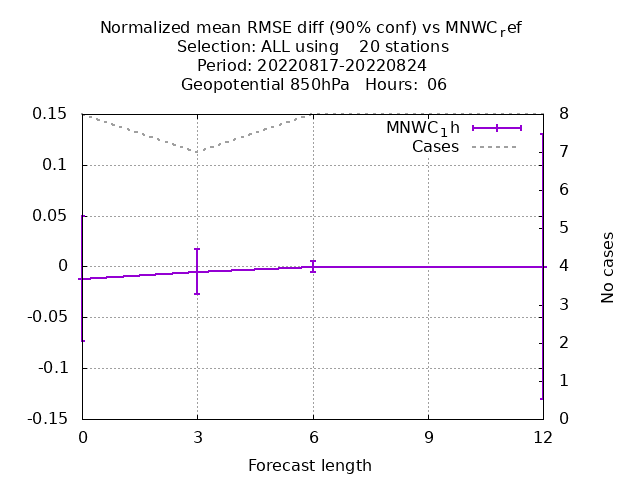 Normalized mean RMSE diff (90% conf) vs MNWC_ref
Selection: ALL using    20 stations
Period: 20220817-20220824
Geopotential 850hPa   Hours:  06
MNWC_1h
Cases
0.15
0.1
0.05
0
-0.05
-0.1
-0.15
8
7
6
5
4
3
2
1
0
No cases
0
3
6
9
12
Forecast length